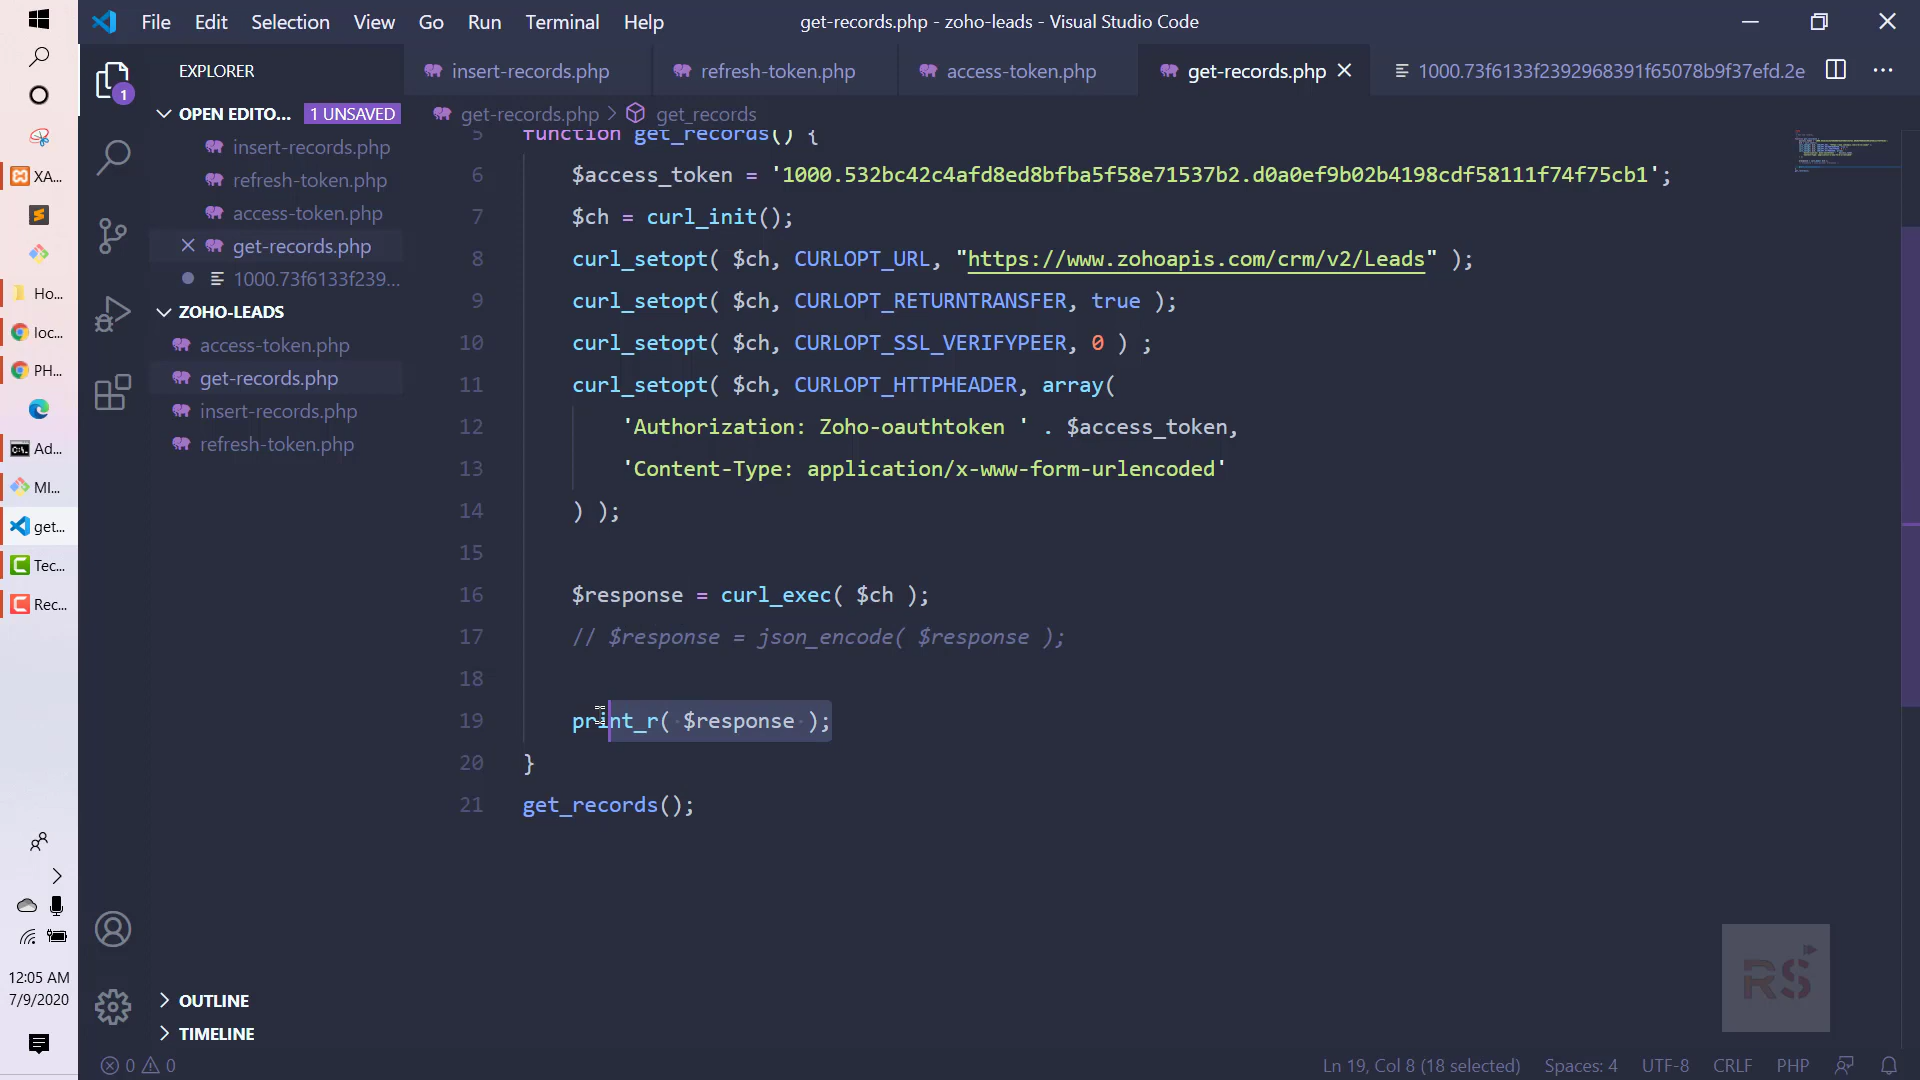 File Edit Selection View Go Run Terminal Help
get-records.php - zoho-leads - Visual Studio Code
EXPLORER
insert-records.php
refresh-token.php
access-token.php
get-records.php
1000.73f6133f2392968391f65078b9f37efd.2e
1
OPEN EDITO... 1 UNSAVED
insert-records.php
refresh-token.php
access-token.php
get-records.php
1000.73f6133f239...
ZOHO-LEADS
access-token.php
get-records.php
insert-records.php
refresh-token.php
OUTLINE
TIMELINE
XA...
Ho...
loc...
PH...
Ad...
MI...
get...
Tec...
Rec...
12:05 AM
7/9/2020
get-records.php > get_records
5 function get_records() {
6 $access_token = '1000.532bc42c4afd8ed8bfba5f58e71537b2.d0a0ef9b02b4198cdf58111f74f75cb1';
7 $ch = curl_init();
8 curl_setopt( $ch, CURLOPT_URL, "https://www.zohoapis.com/crm/v2/Leads" );
9 curl_setopt( $ch, CURLOPT_RETURNTRANSFER, true );
10 curl_setopt( $ch, CURLOPT_SSL_VERIFYPEER, 0 ) ;
11 curl_setopt( $ch, CURLOPT_HTTPHEADER, array(
12 'Authorization: Zoho-oauthtoken ' . $access_token,
13 'Content-Type: application/x-www-form-urlencoded'
14 ) );
15
16 $response = curl_exec( $ch );
17 // $response = json_encode( $response );
18
19 print_r( $response );
20 }
21 get_records();
RS
0 0
Ln 19, Col 8 (18 selected) Spaces: 4 UTF-8 CRLF PHP